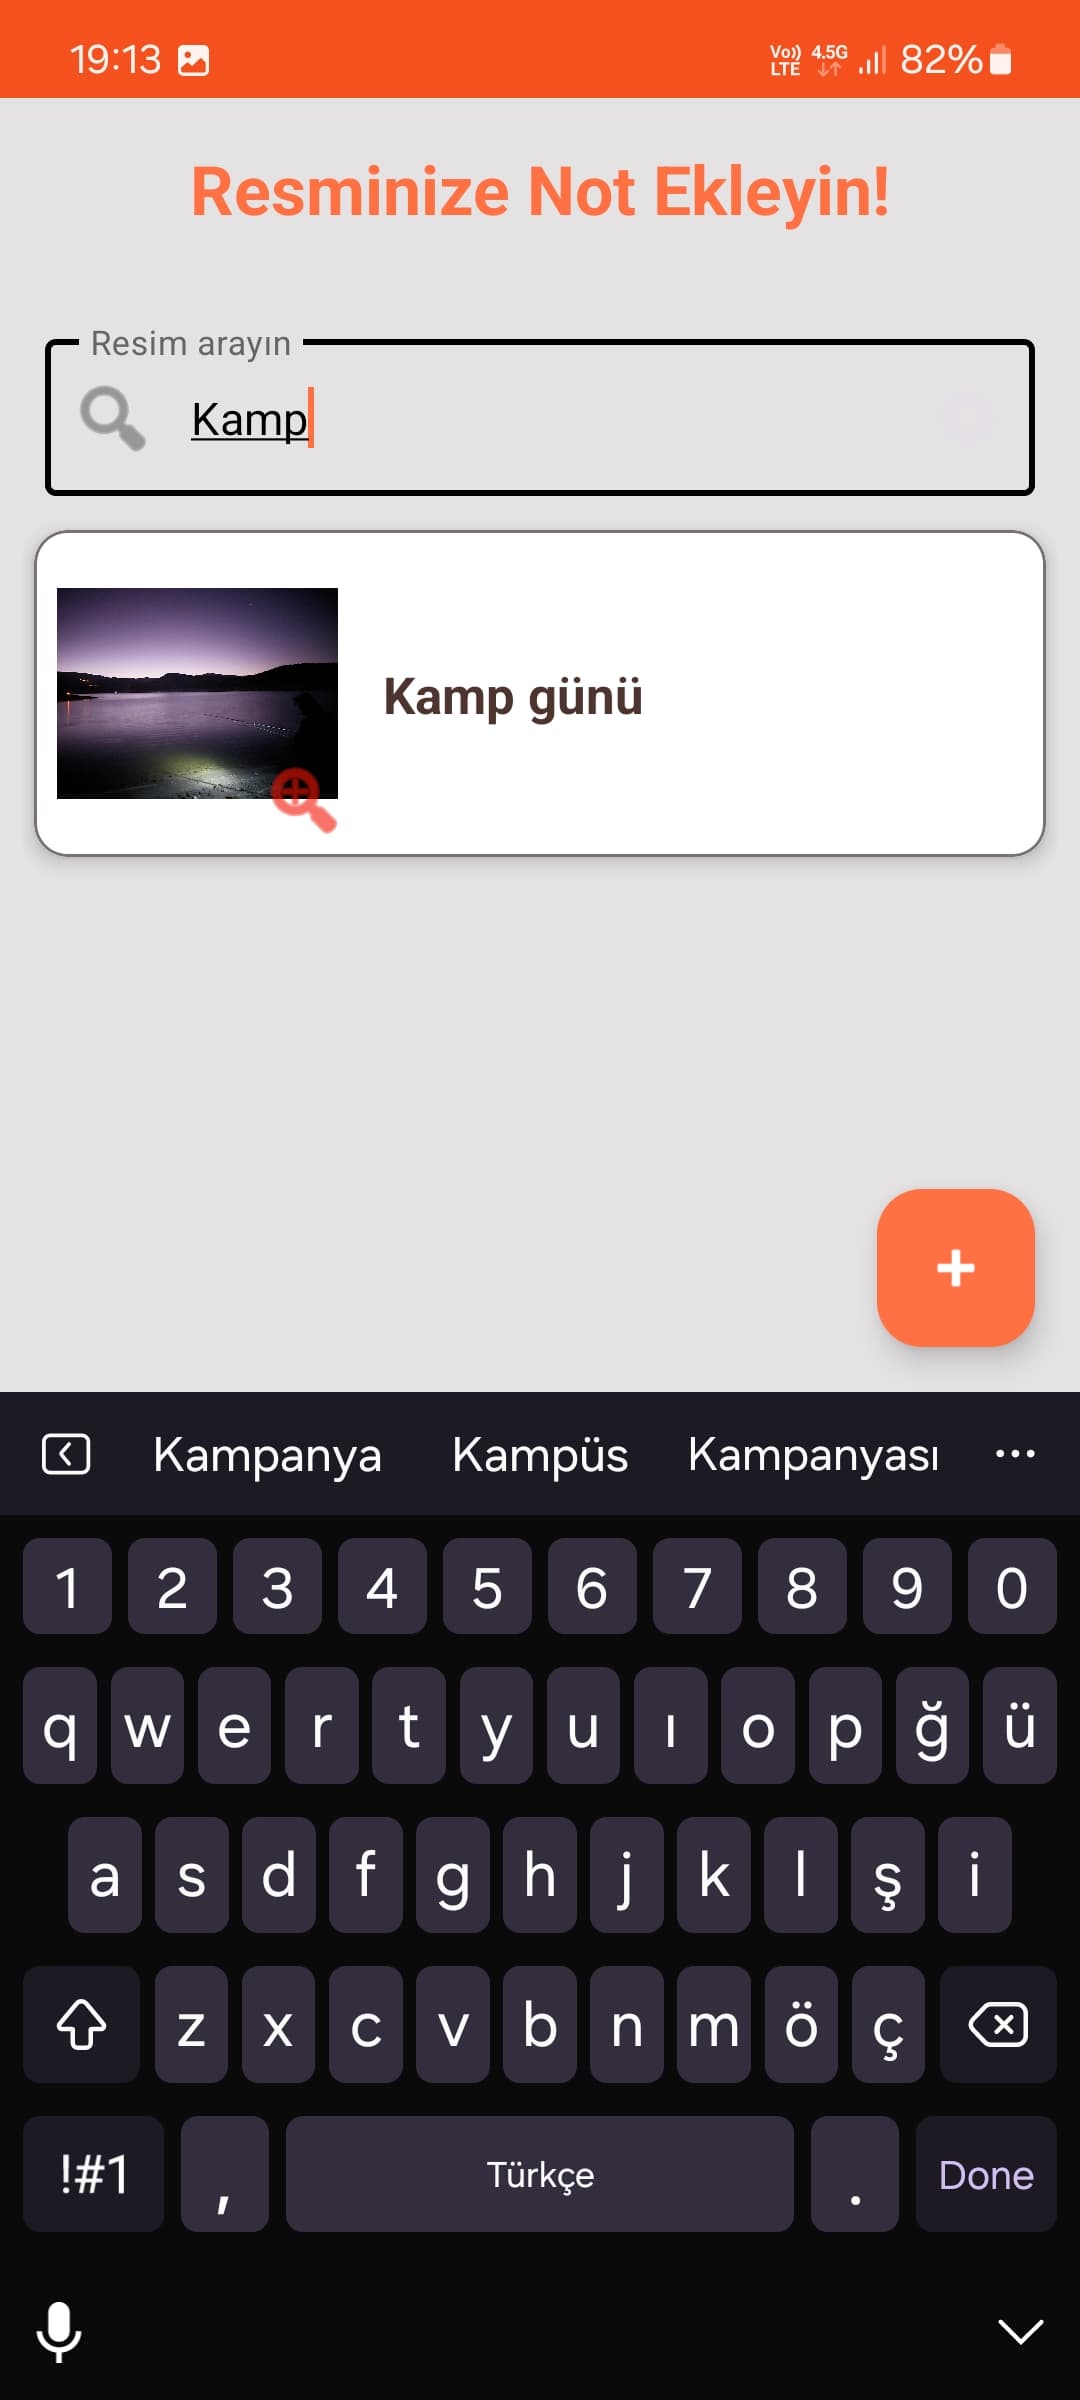 19:13 Vo)) LTE 4.5G 82%
Resminize Not Ekleyin!
Resim arayın
Kamp
Kamp günü
Kampanya Kampüs Kampanyası ...
1 2 3 4 5 6 7 8 9 0
q w e r t y u ı o p ğ ü
a s d f g h j k l ş i
z x c v b n m ö ç
!#1 , Türkçe . Done